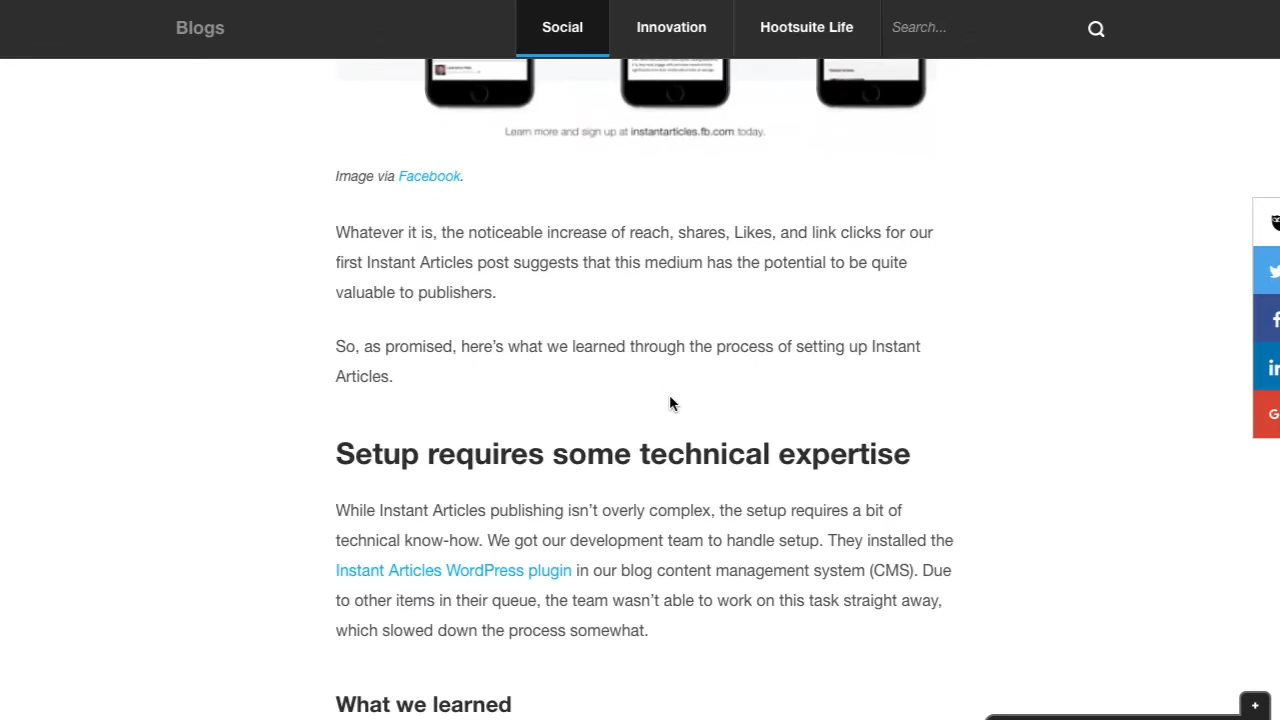 Blogs
Social
Innovation
Hootsuite Life
Search...
Learn more and sign up at instantarticles.fb.com today.
Image via Facebook.
Whatever it is, the noticeable increase of reach, shares, Likes, and link clicks for our
first Instant Articles post suggests that this medium has the potential to be quite
valuable to publishers.
So, as promised, here’s what we learned through the process of setting up Instant
Articles.
Setup requires some technical expertise
While Instant Articles publishing isn’t overly complex, the setup requires a bit of
technical know-how. We got our development team to handle setup. They installed the
Instant Articles WordPress plugin in our blog content management system (CMS). Due
to other items in their queue, the team wasn’t able to work on this task straight away,
which slowed down the process somewhat.
What we learned